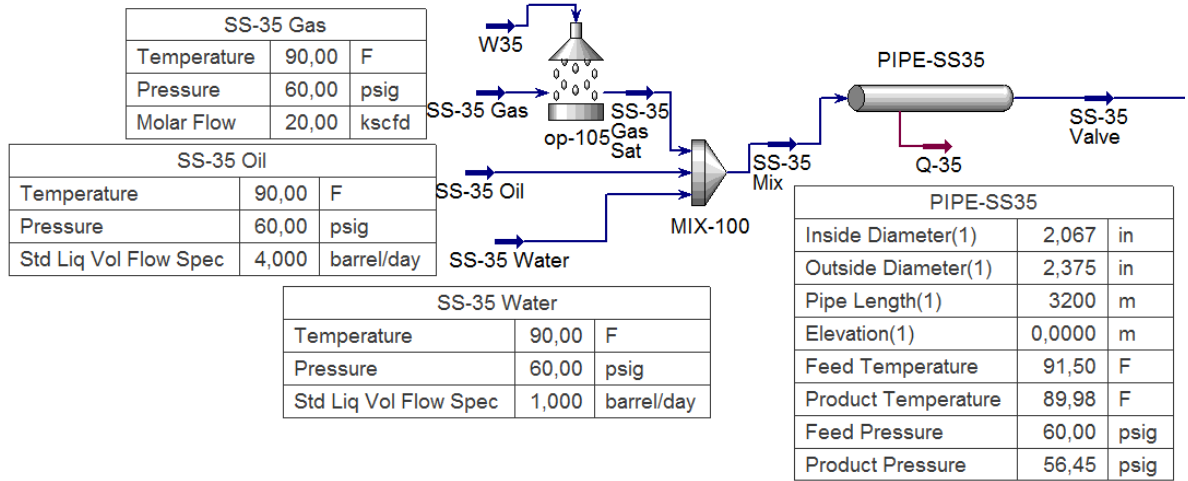 SS-35 Gas
Temperature 90,00 F
Pressure 60,00 psig
Molar Flow 20,00 kscfd
W35
SS-35 Gas
op-105
SS-35
Gas
Sat
SS-35 Oil
Temperature 90,00 F
Pressure 60,00 psig
Std Liq Vol Flow Spec 4,000 barrel/day
SS-35 Oil
SS-35 Water
MIX-100
SS-35
Mix
PIPE-SS35
Q-35
SS-35
Valve
SS-35 Water
Temperature 90,00 F
Pressure 60,00 psig
Std Liq Vol Flow Spec 1,000 barrel/day
PIPE-SS35
Inside Diameter(1) 2,067 in
Outside Diameter(1) 2,375 in
Pipe Length(1) 3200 m
Elevation(1) 0,0000 m
Feed Temperature 91,50 F
Product Temperature 89,98 F
Feed Pressure 60,00 psig
Product Pressure 56,45 psig